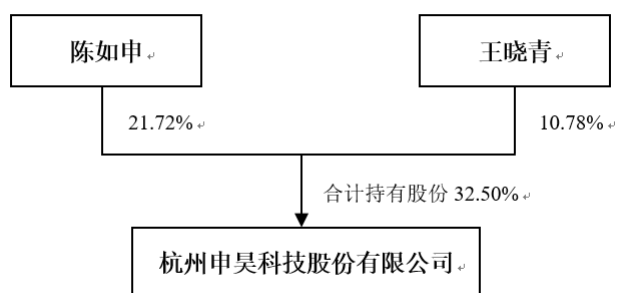 陈如申
王晓青
21.72%
10.78%
合计持有股份 32.50%
杭州申昊科技股份有限公司